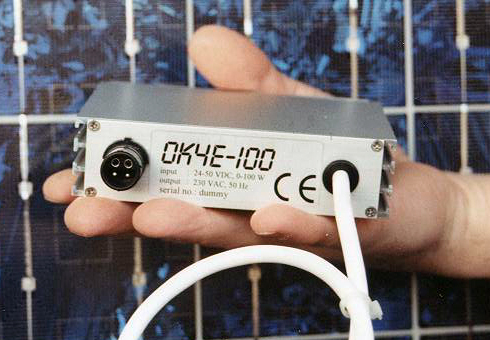 OK4E-100
input : 24-50 VDC, 0-100 W
output : 230 VAC, 50 Hz
serial no.: dummy
CE